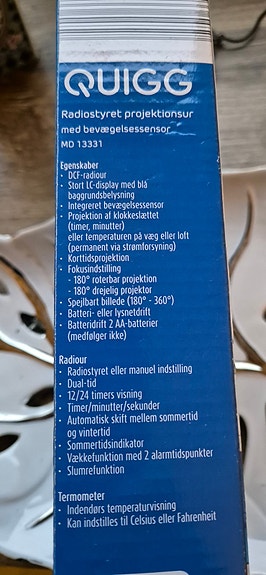 QUIGG
Radiostyret projektionsur
med bevægelsessensor
MD 13331
Egenskaber
· DCF-radiour
· Stort LC-display med blå
baggrundsbelysning
· Integreret bevægelsessensor
· Projektion af klokkeslættet
(timer, minutter)
eller temperaturen på væg eller loft
(permanent via strømforsyning)
· Korttidsprojektion
· Fokusindstilling
- 180° roterbar projektion
- 180° drejelig projektor
· Spejlbart billede (180° - 360°)
· Batteri- eller lysnetdrift
· Batteridrift 2 AA-batterier
(medfølger ikke)
Radiour
· Radiostyret eller manuel indstilling
· Dual-tid
· 12/24 timers visning
· Timer/minutter/sekunder
· Automatisk skift mellem sommertid
og vintertid
· Sommertidsindikator
· Vækkefunktion med 2 alarmtidspunkter
· Slumrefunktion
Termometer
· Indendørs temperaturvisning
· Kan indstilles til Celsius eller Fahrenheit